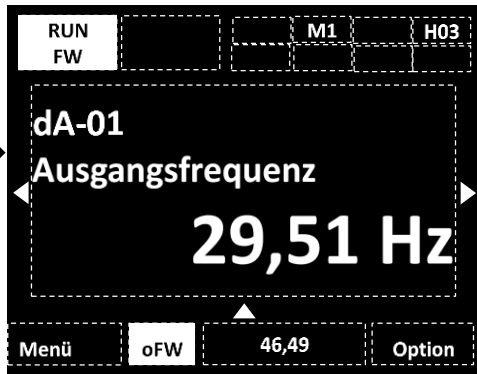 RUN
FW
M1
H03
dA-01
Ausgangsfrequenz
29,51 Hz
Menü
oFW
46,49
Option